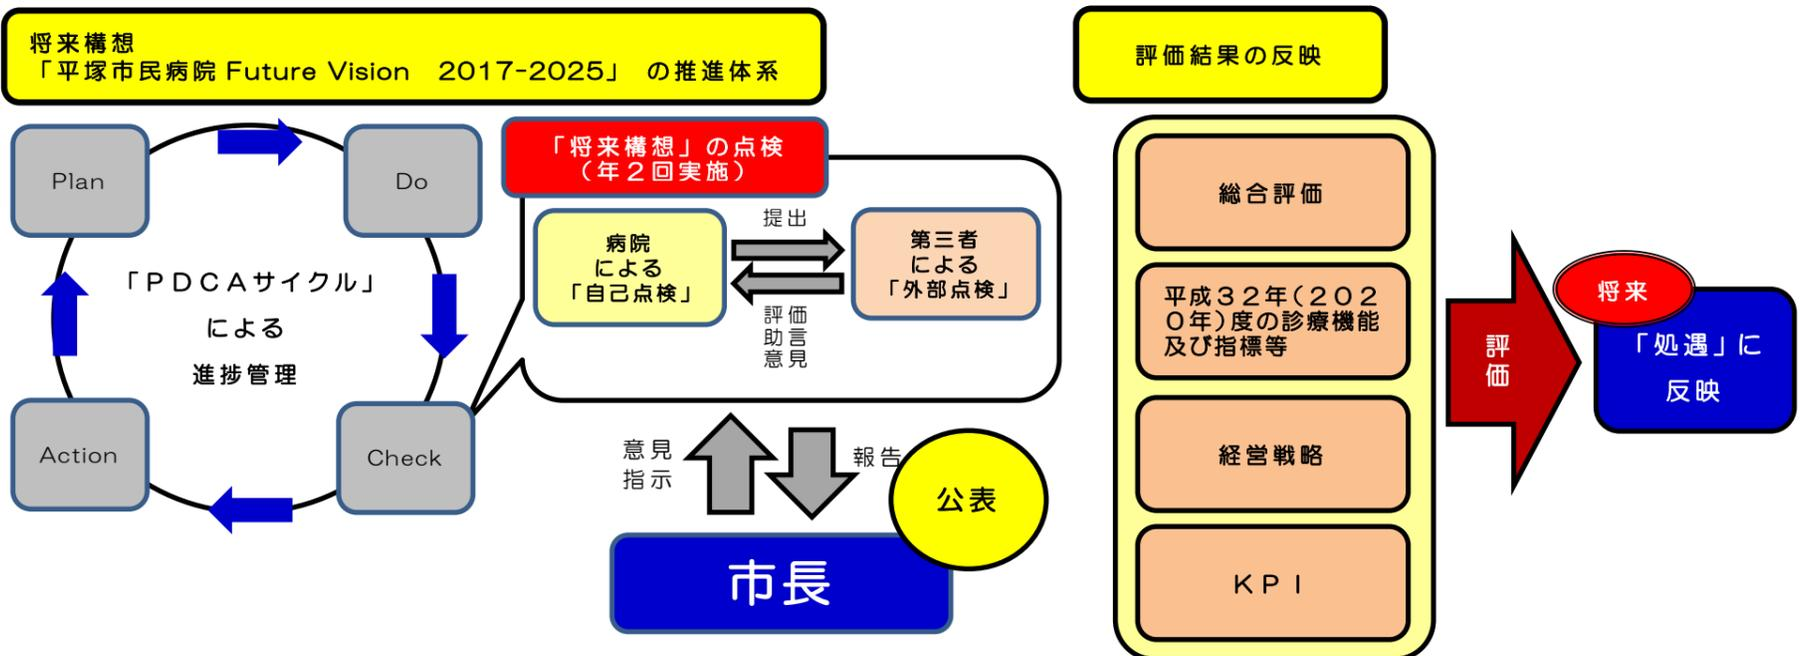 将来構想
「平塚市民病院 Future Vision　2017-2025」 の推進体系
Plan
Do
「PDCAサイクル」
による
進捗管理
Action
Check
「将来構想」の点検
（年２回実施）
病院
による
「自己点検」
提出
評価
助言
意見
第三者
による
「外部点検」
意見
指示
報告
公表
市長
評価結果の反映
総合評価
平成３２年（２０２
０年）度の診療機能
及び指標等
経営戦略
ＫＰＩ
評
価
将来
「処遇」に
反映